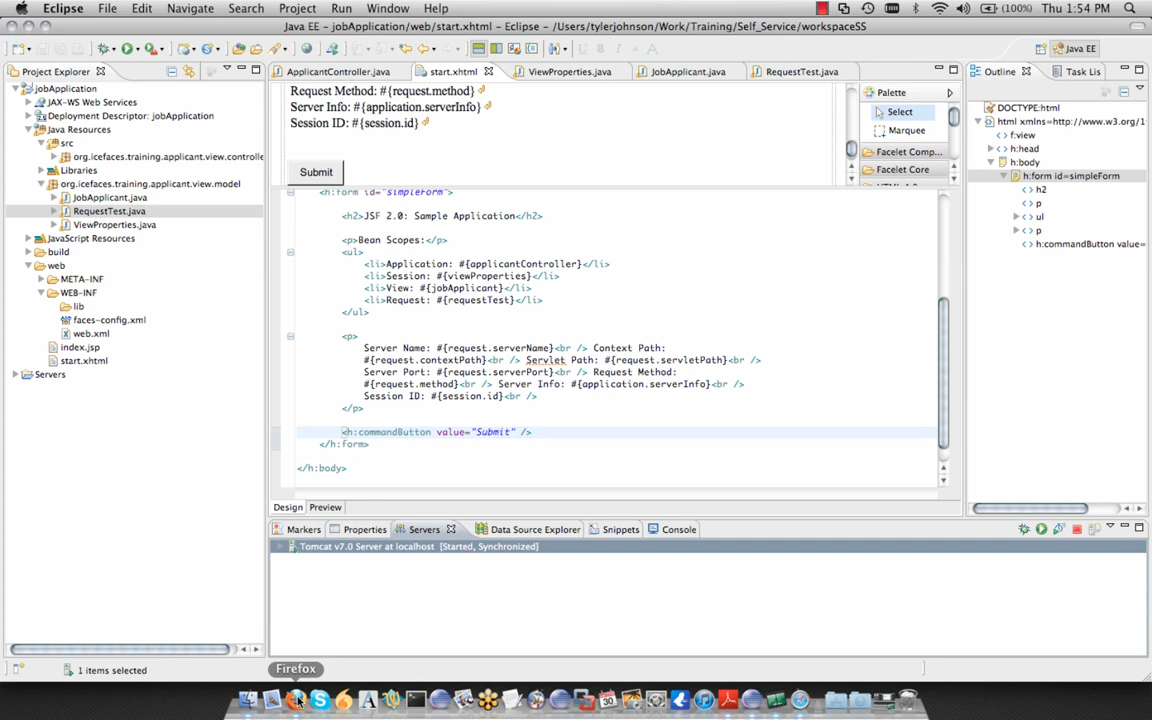 Eclipse File Edit Navigate Search Project Run Window Help (100%) Thu 1:54 PM
Java EE - jobApplication/web/start.xhtml - Eclipse - /Users/tylerjohnson/Work/Training/Self_Service/workspaceSS
Java EE
Project Explorer
jobApplication
JAX-WS Web Services
Deployment Descriptor: jobApplication
Java Resources
src
org.icefaces.training.applicant.view.controlle
Libraries
org.icefaces.training.applicant.view.model
JobApplicant.java
RequestTest.java
ViewProperties.java
JavaScript Resources
build
web
META-INF
WEB-INF
lib
faces-config.xml
web.xml
index.jsp
start.xhtml
Servers
ApplicantController.java start.xhtml ViewProperties.java JobApplicant.java RequestTest.java
Request Method: #{request.method}
Server Info: #{application.serverInfo}
Session ID: #{session.id}
Submit
Palette
Select
Marquee
Facelet Comp...
Facelet Core
<h:form id="simpleForm">
<h2>JSF 2.0: Sample Application</h2>
<p>Bean Scopes:</p>
<ul>
<li>Application: #{applicantController}</li>
<li>Session: #{viewProperties}</li>
<li>View: #{jobApplicant}</li>
<li>Request: #{requestTest}</li>
</ul>
<p>
Server Name: #{request.serverName}<br /> Context Path:
#{request.contextPath}<br /> Servlet Path: #{request.servletPath}<br />
Server Port: #{request.serverPort}<br /> Request Method:
#{request.method}<br /> Server Info: #{application.serverInfo}<br />
Session ID: #{session.id}<br />
</p>
<h:commandButton value="Submit" />
</h:form>
</h:body>
Design Preview
Outline Task Lis
DOCTYPE:html
html xmlns=http://www.w3.org/1
f:view
h:head
h:body
h:form id=simpleForm
h2
p
ul
p
h:commandButton value=
Markers Properties Servers Data Source Explorer Snippets Console
Tomcat v7.0 Server at localhost [Started, Synchronized]
1 items selected
Firefox
30